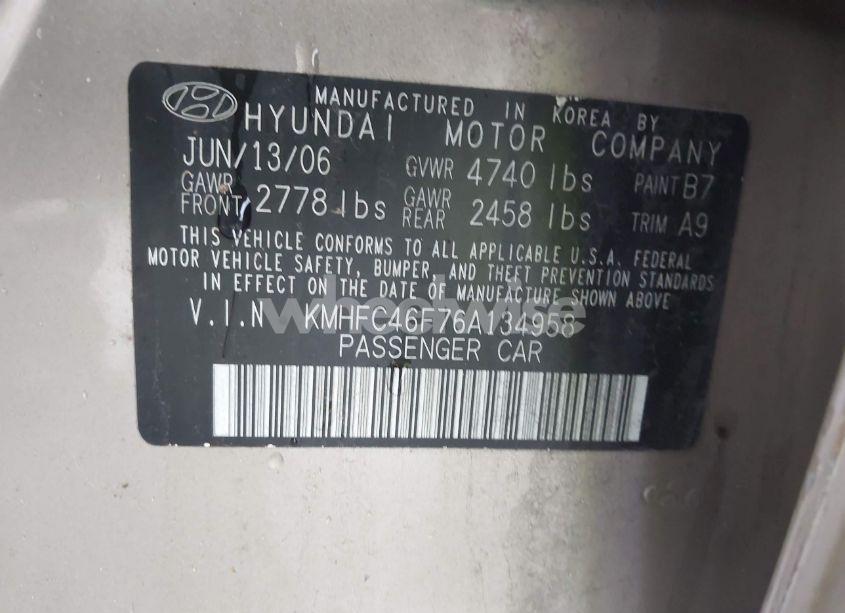 MANUFACTURED IN KOREA BY
HYUNDAI MOTOR COMPANY
JUN/13/06 GVWR 4740 lbs PAINT B7
GAWR FRONT 2778 lbs GAWR REAR 2458 lbs TRIM A9
THIS VEHICLE CONFORMS TO ALL APPLICABLE U.S.A. FEDERAL
MOTOR VEHICLE SAFETY, BUMPER, AND THEFT PREVENTION STANDARDS
IN EFFECT ON THE DATE OF MANUFACTURE SHOWN ABOVE
V.I.N KMHFC46F76A134958
PASSENGER CAR
wheelwise